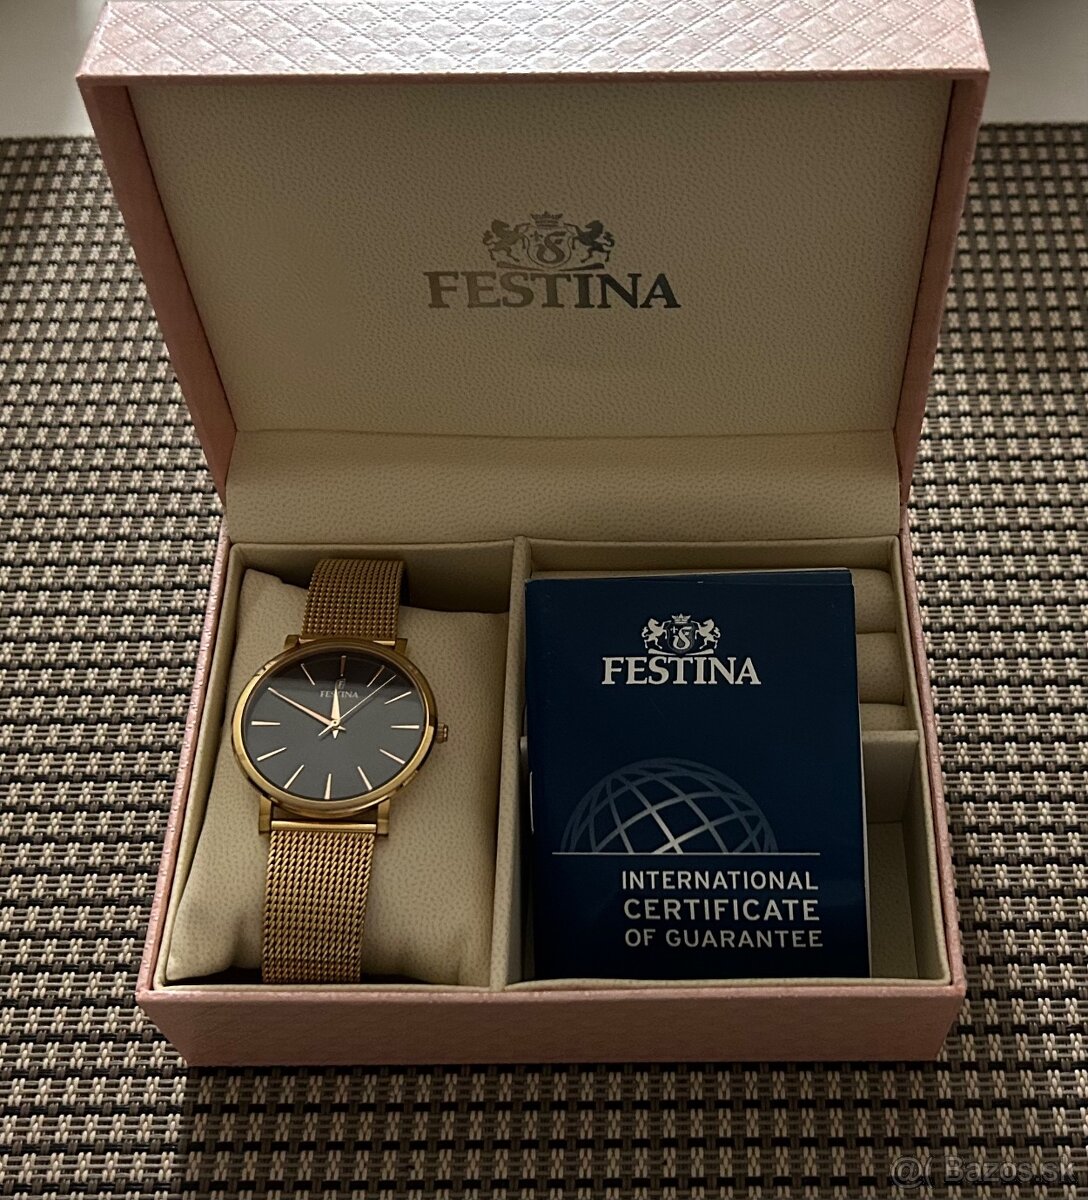 FESTINA
FESTINA
FESTINA
INTERNATIONAL
CERTIFICATE
OF GUARANTEE
@( Bazos.sk